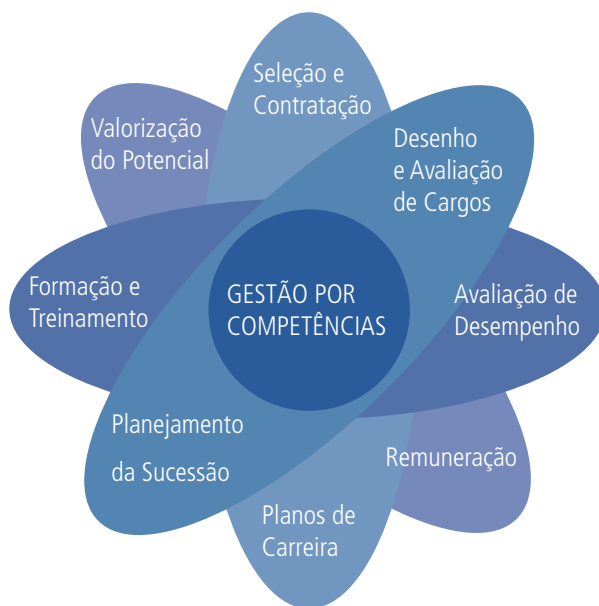 Seleção e
Contratação
Valorização
do Potencial
Desenho
e Avaliação
de Cargos
Formação e
Treinamento
GESTÃO POR
COMPETÊNCIAS
Avaliação de
Desempenho
Planejamento
da Sucessão
Remuneração
Planos de
Carreira